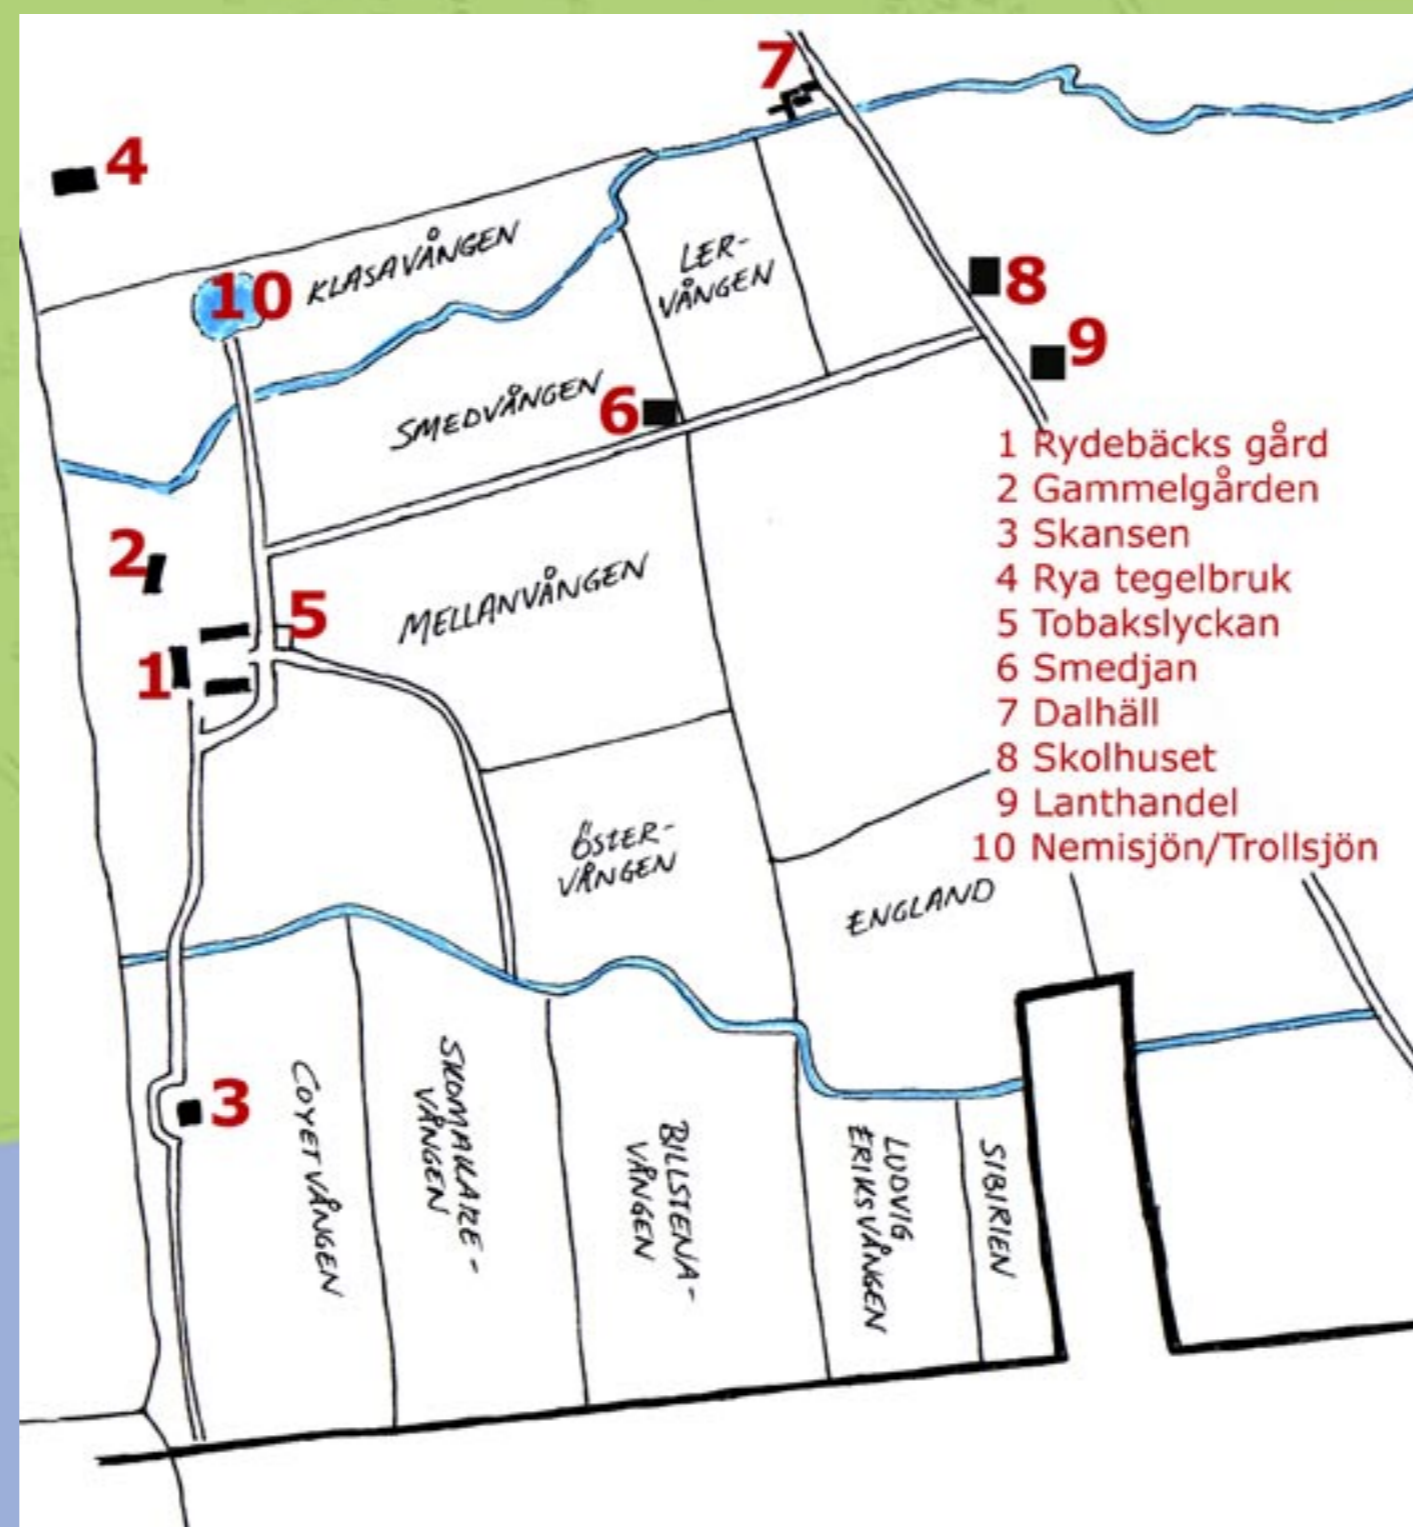 7
4
KLASAVÅNGEN
LER-
VÅNGEN
10
8
9
SMEDVÅNGEN
6
1 Rydebäcks gård
2 Gammelgården
3 Skansen
4 Rya tegelbruk
5 Tobakslyckan
6 Smedjan
7 Dalhäll
8 Skolhuset
9 Lanthandel
10 Nemisjön/Trollsjön
2
MELLANVÅNGEN
5
1
ÖSTER-
VÅNGEN
ENGLAND
3
COYETVÅNGEN
SKOMAKARE-
VÅNGEN
BILLSTENA-
VÅNGEN
LUDVIG
ERIKSVÅNGEN
SIBIRIEN